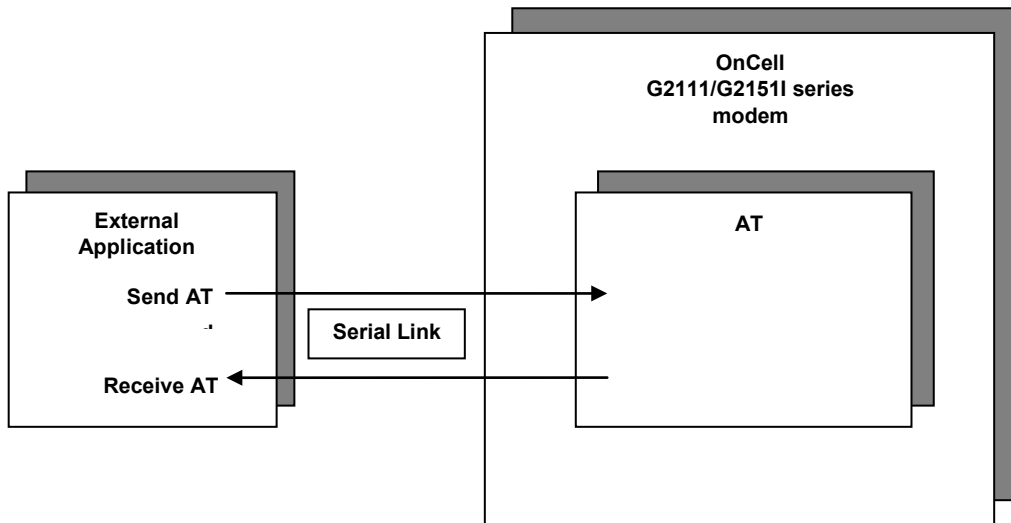 OnCell
G2111/G2151I series
modem
External
Application
AT
Send AT
Serial Link
Receive AT